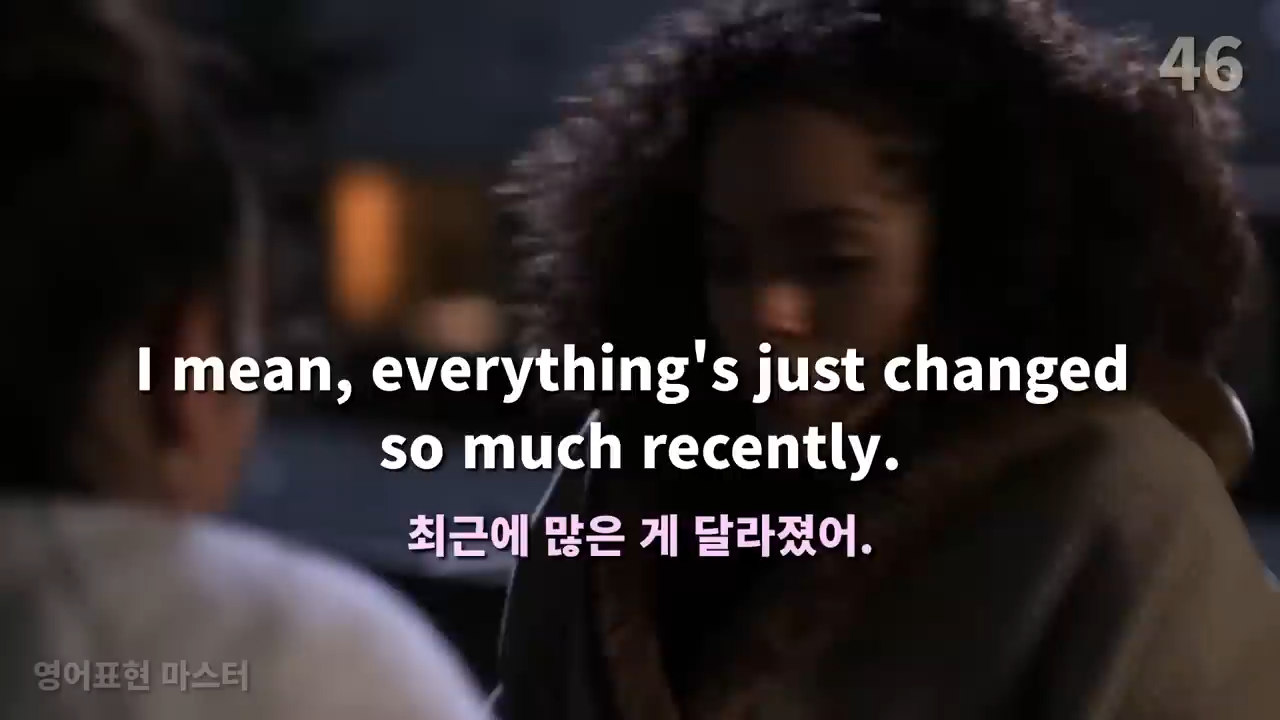 46
I mean, everything's just changed
so much recently.
최근에 많은 게 달라졌어.
영어표현 마스터